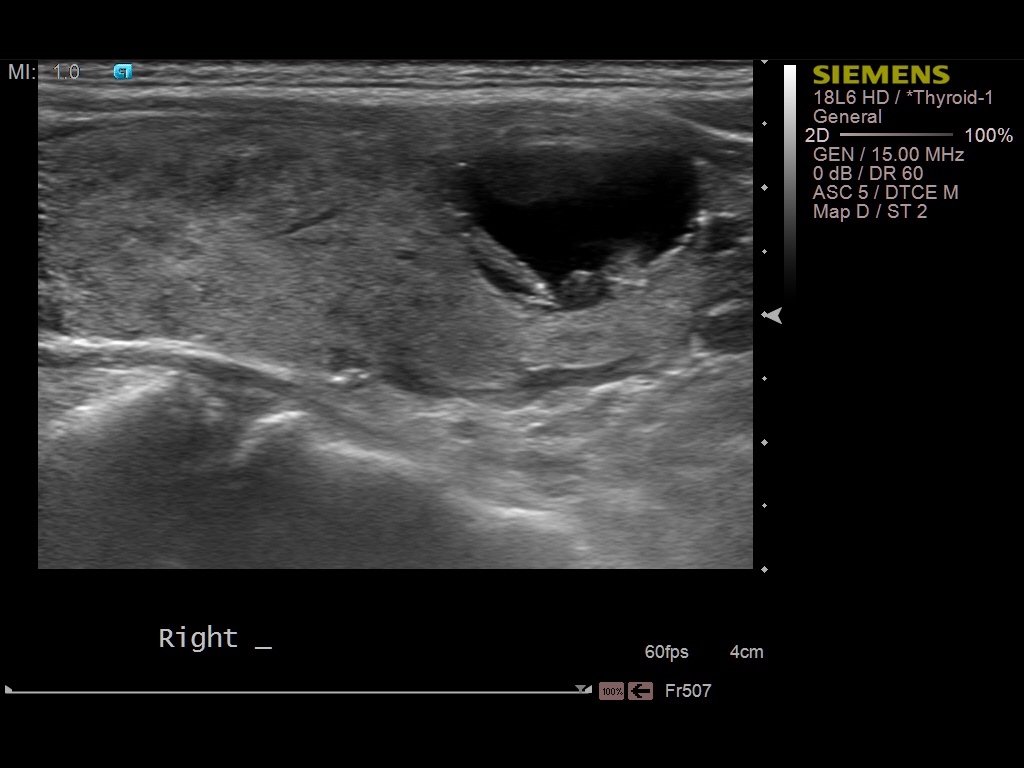 MI: 1.0
SIEMENS
18L6 HD / *Thyroid-1
General
2D 100%
GEN / 15.00 MHz
0 dB / DR 60
ASC 5 / DTCE M
Map D / ST 2
Right _
60fps 4cm
100% Fr507